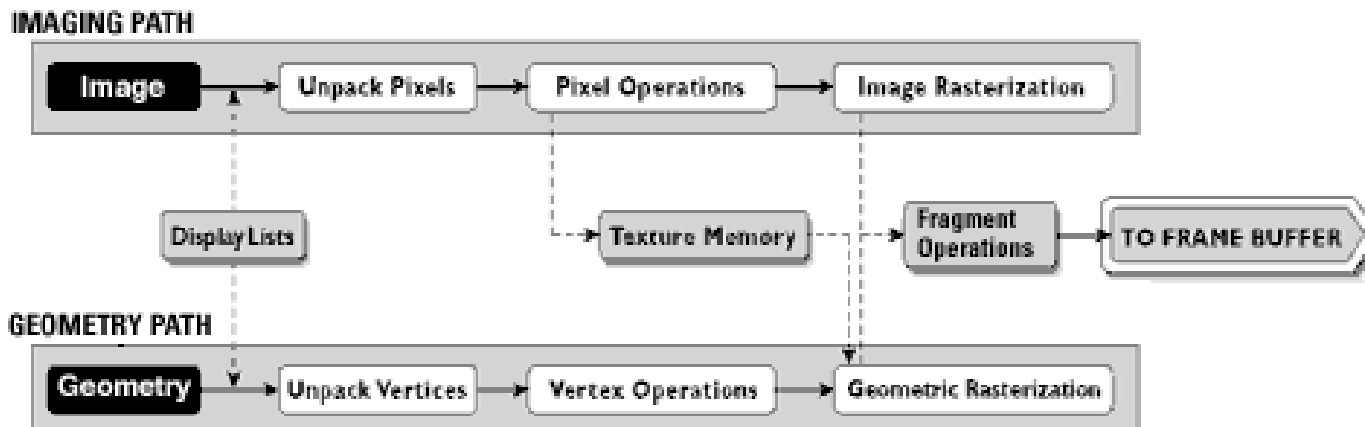 IMAGING PATH
Image
Unpack Pixels
Pixel Operations
Image Rasterization
Display Lists
Texture Memory
Fragment
Operations
TO FRAME BUFFER
GEOMETRY PATH
Geometry
Unpack Vertices
Vertex Operations
Geometric Rasterization